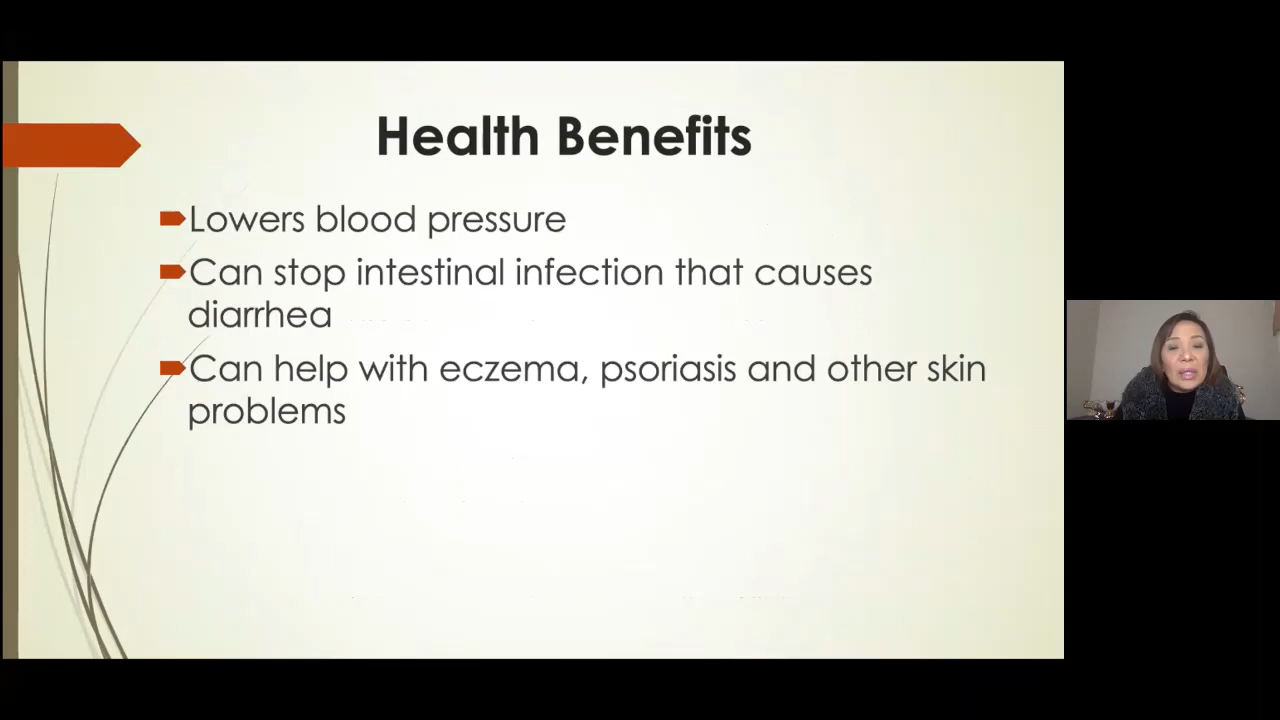 Health Benefits
Lowers blood pressure
Can stop intestinal infection that causes
diarrhea
Can help with eczema, psoriasis and other skin
problems